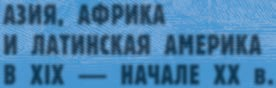 АЗИЯ, АФРИКА
И ЛАТИНСКАЯ АМЕРИКА
В XIX — НАЧАЛЕ XX в.